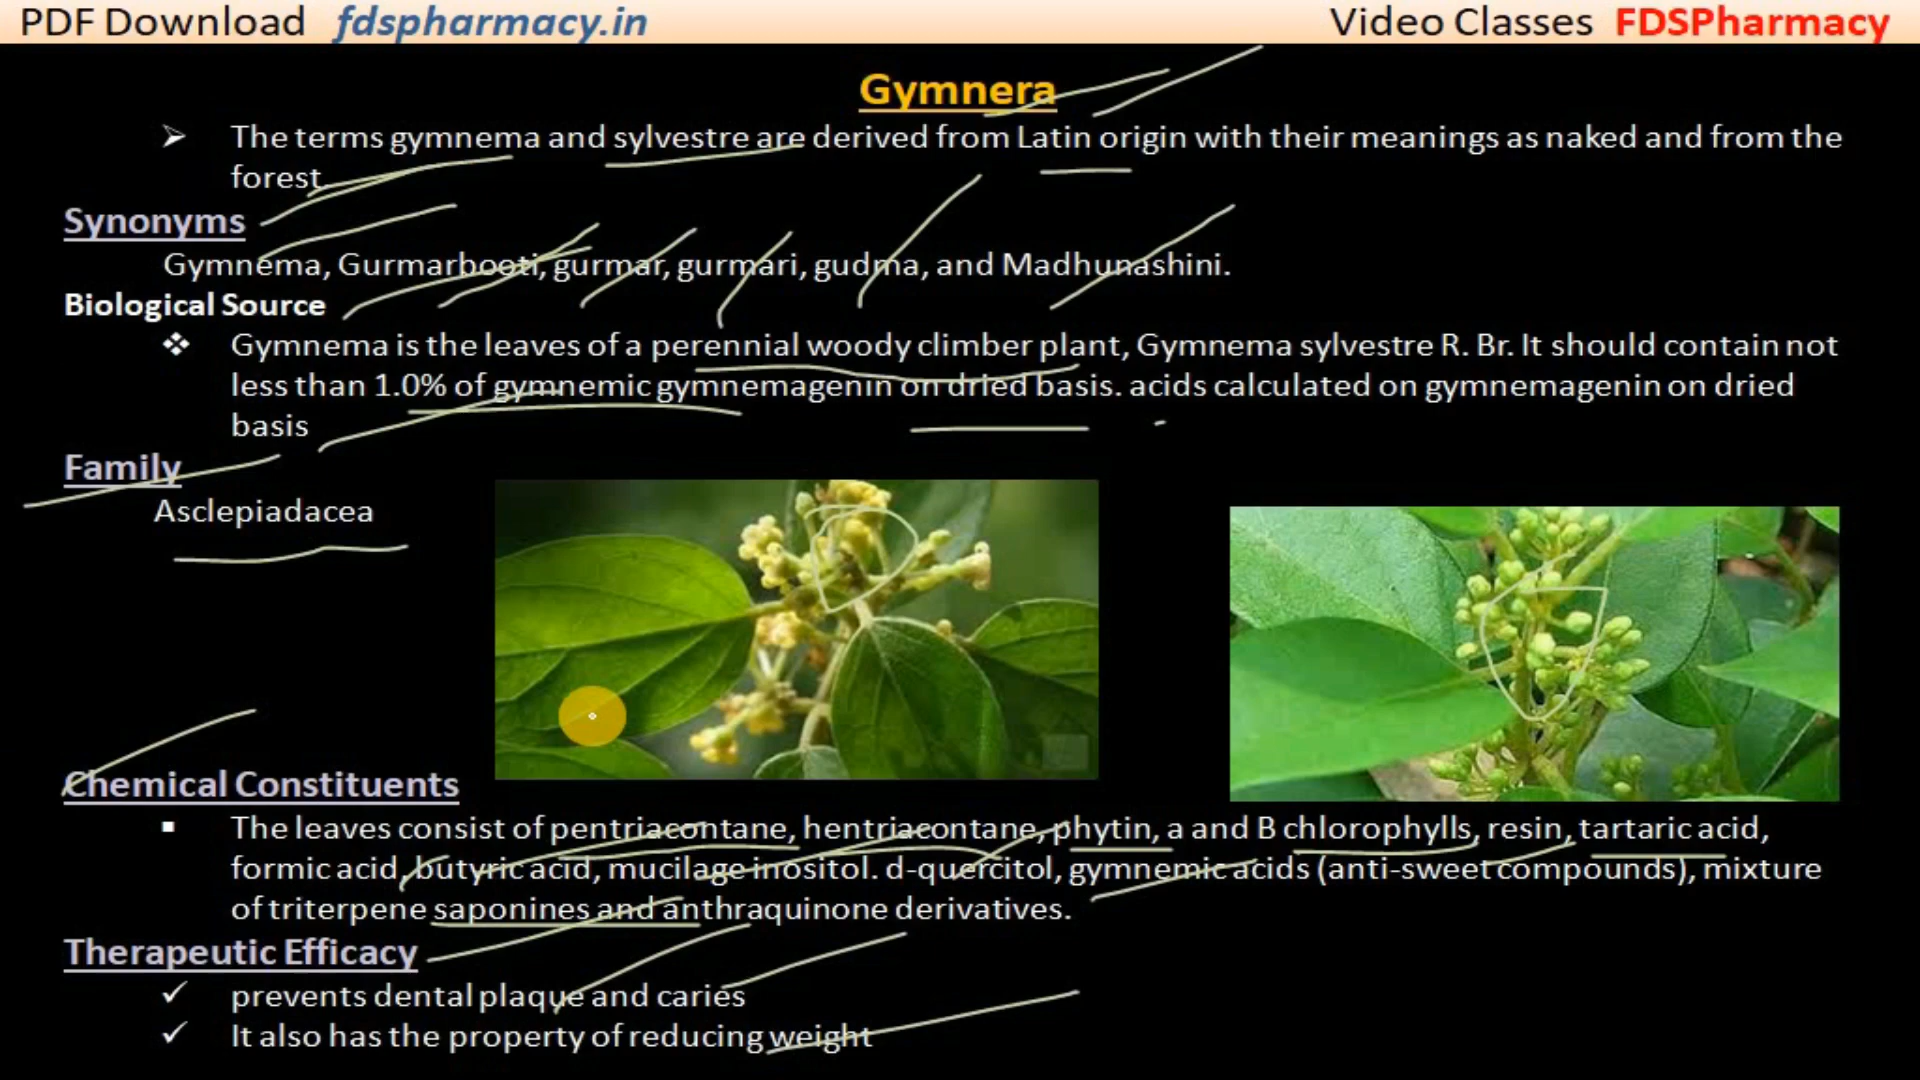 PDF Download fdspharmacy.in Video Classes FDSPharmacy
Gymnera
The terms gymnema and sylvestre are derived from Latin origin with their meanings as naked and from the
forest.
Synonyms
Gymnema, Gurmarbooti, gurmar, gurmari, gudma, and Madhunashini.
Biological Source
Gymnema is the leaves of a perennial woody climber plant, Gymnema sylvestre R. Br. It should contain not
less than 1.0% of gymnemic gymnemagenin on dried basis. acids calculated on gymnemagenin on dried
basis
Family
Asclepiadacea
Chemical Constituents
The leaves consist of pentriacontane, hentriacontane, phytin, a and B chlorophylls, resin, tartaric acid,
formic acid, butyric acid, mucilage inositol. d-quercitol, gymnemic acids (anti-sweet compounds), mixture
of triterpene saponines and anthraquinone derivatives.
Therapeutic Efficacy
prevents dental plaque and caries
It also has the property of reducing weight